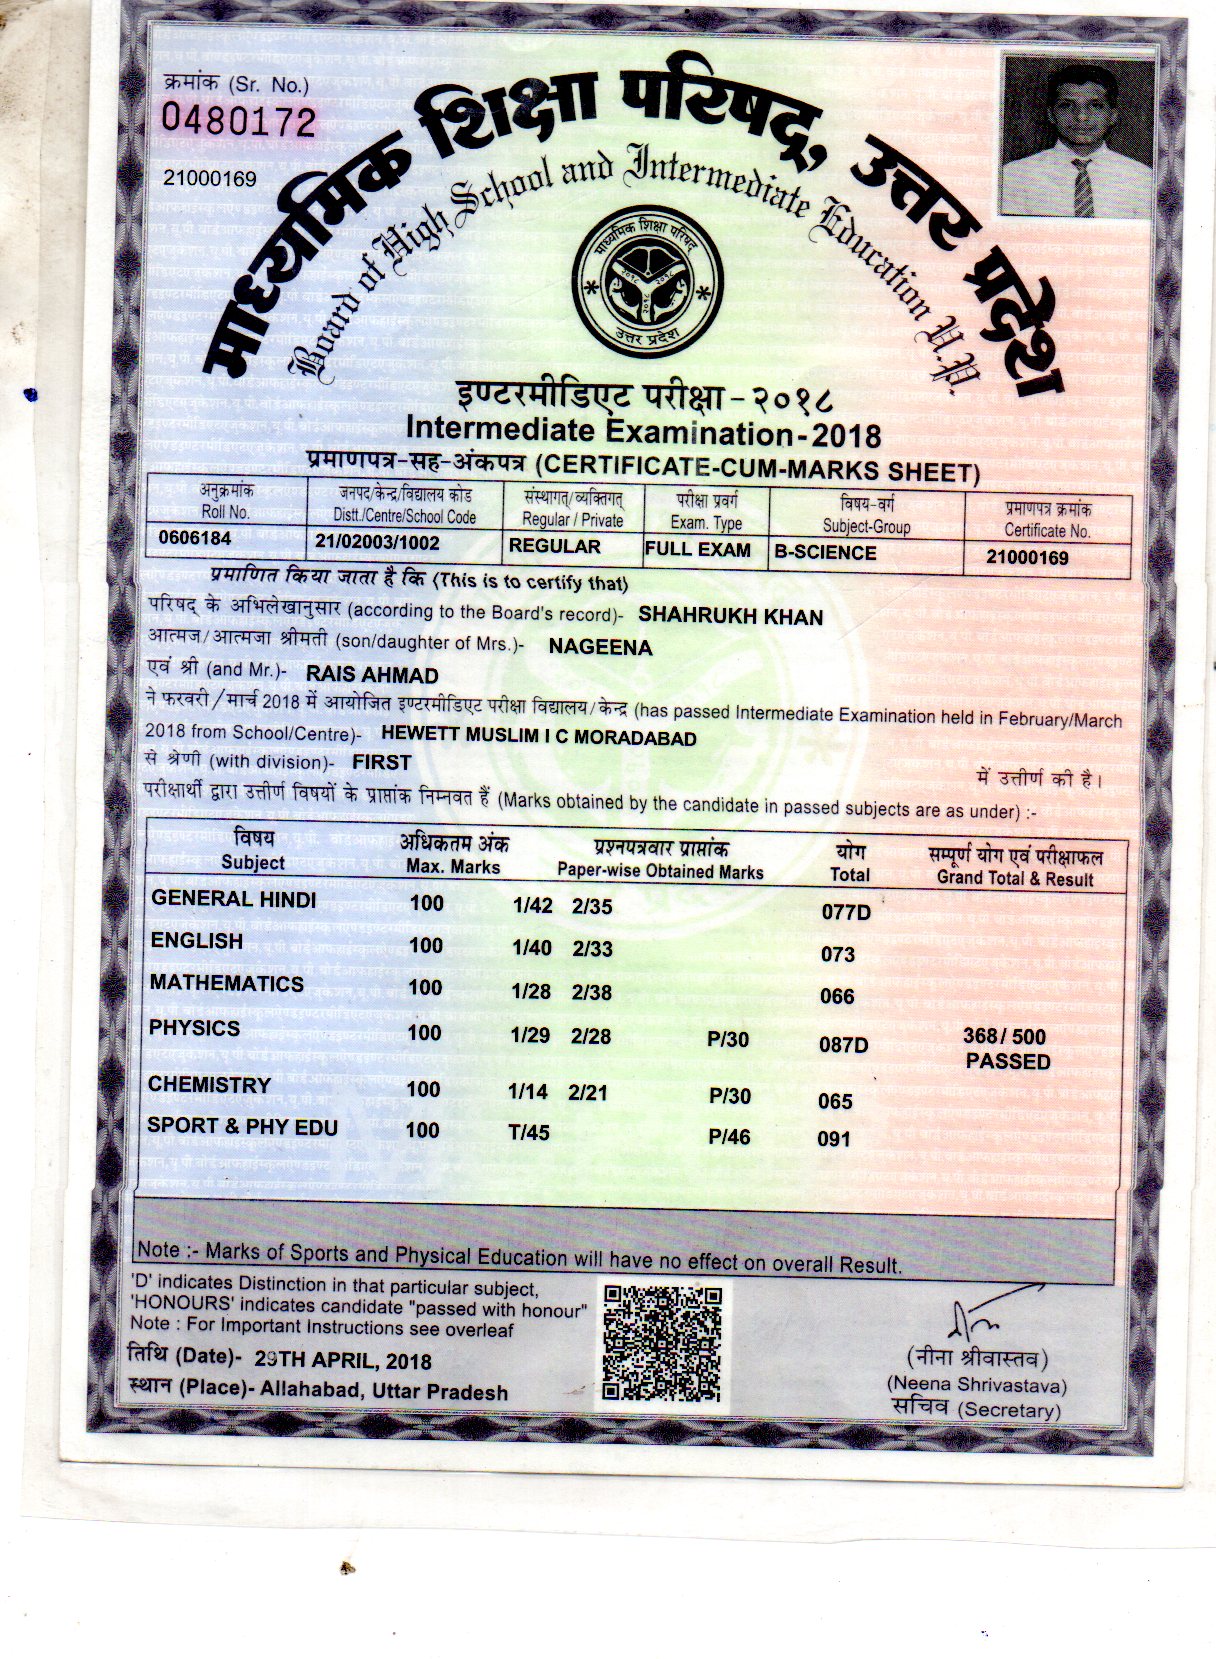 क्रमांक (Sr. No.)
0480172
21000169
माध्यमिक शिक्षा परिषद्, उत्तर प्रदेश
Board of High School and Intermediate Education U.P.
माध्यमिक शिक्षा परिषद्
२०१८ २०१८
२०१८
उत्तर प्रदेश
इण्टरमीडिएट परीक्षा - २०१८
Intermediate Examination - 2018
प्रमाणपत्र-सह-अंकपत्र (CERTIFICATE-CUM-MARKS SHEET)
अनुक्रमांक जनपद/केन्द्र/विद्यालय कोड संस्थागत्/व्यक्तिगत् परीक्षा प्रवर्ग विषय-वर्ग प्रमाणपत्र क्रमांक
Roll No. Distt./Centre/School Code Regular / Private Exam. Type Subject-Group Certificate No.
0606184 21/02003/1002 REGULAR FULL EXAM B-SCIENCE 21000169
प्रमाणित किया जाता है कि (This is to certify that)
परिषद् के अभिलेखानुसार (according to the Board's record)- SHAHRUKH KHAN
आत्मज/आत्मजा श्रीमती (son/daughter of Mrs.)- NAGEENA
एवं श्री (and Mr.)- RAIS AHMAD
ने फरवरी/मार्च 2018 में आयोजित इण्टरमीडिएट परीक्षा विद्यालय/केन्द्र (has passed Intermediate Examination held in February/March
2018 from School/Centre)- HEWETT MUSLIM I C MORADABAD
से श्रेणी (with division)- FIRST में उत्तीर्ण की है।
परीक्षार्थी द्वारा उत्तीर्ण विषयों के प्राप्तांक निम्नवत हैं (Marks obtained by the candidate in passed subjects are as under) :-
विषय अधिकतम अंक प्रश्नपत्रवार प्राप्तांक योग सम्पूर्ण योग एवं परीक्षाफल
Subject Max. Marks Paper-wise Obtained Marks Total Grand Total & Result
GENERAL HINDI 100 1/42 2/35 077D
ENGLISH 100 1/40 2/33 073
MATHEMATICS 100 1/28 2/38 066
PHYSICS 100 1/29 2/28 P/30 087D 368/ 500
PASSED
CHEMISTRY 100 1/14 2/21 P/30 065
SPORT & PHY EDU 100 T/45 P/46 091
Note :- Marks of Sports and Physical Education will have no effect on overall Result.
'D' indicates Distinction in that particular subject,
'HONOURS' indicates candidate "passed with honour"
Note : For Important Instructions see overleaf
तिथि (Date)- 29TH APRIL, 2018
स्थान (Place)- Allahabad, Uttar Pradesh
(नीना श्रीवास्तव)
(Neena Shrivastava)
सचिव (Secretary)